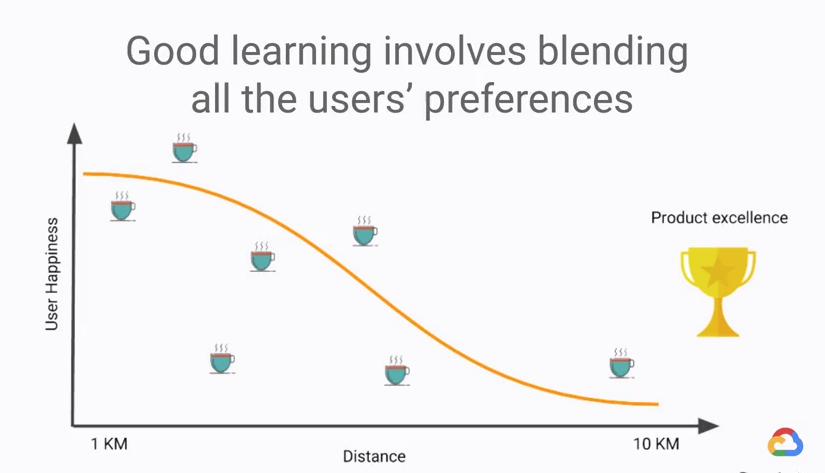 Good learning involves blending
all the users’ preferences
Product excellence
User Happiness
1 KM
10 KM
Distance